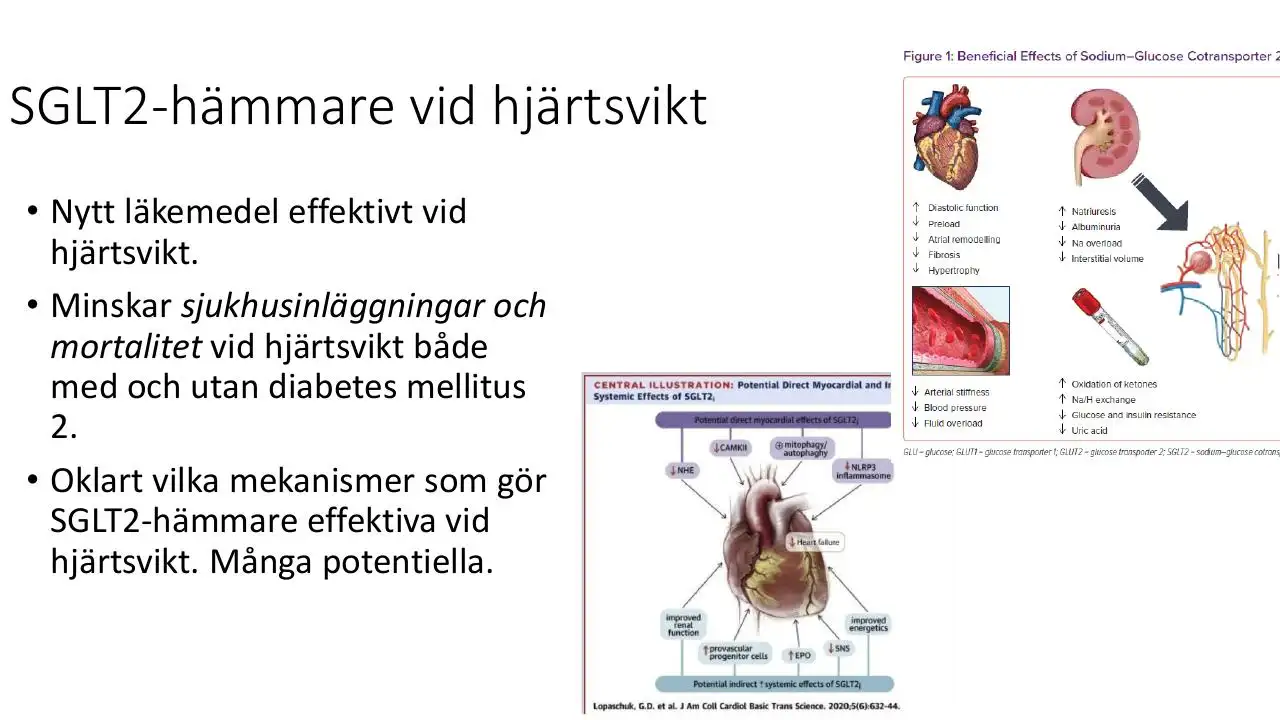 SGLT2-hämmare vid hjärtsvikt
• Nytt läkemedel effektivt vid
hjärtsvikt.
• Minskar sjukhusinläggningar och
mortalitet vid hjärtsvikt både
med och utan diabetes mellitus
2.
• Oklart vilka mekanismer som gör
SGLT2-hämmare effektiva vid
hjärtsvikt. Många potentiella.
CENTRAL ILLUSTRATION: Potential Direct Myocardial and
Systemic Effects of SGLT2i
Potential direct myocardial effects of SGLT2i
↓CAMKII
⊕ mitophagy/
autophagy
↓NHE
↓NLRP3
inflammasome
↓Heart failure
improved
renal
function
↑provascular
progenitor cells
↑EPO
↓SNS
improved
energetics
Potential indirect ↑systemic effects of SGLT2i
Lopaschuk, G.D. et al. J Am Coll Cardiol Basic Trans Science. 2020;5(6):632-44.
Figure 1: Beneficial Effects of Sodium–Glucose Cotransporter 2
↑ Diastolic function
↓ Preload
↓ Atrial remodelling
↓ Fibrosis
↓ Hypertrophy
↑ Natriuresis
↓ Albuminuria
↓ Na overload
↓ Interstitial volume
↓ Arterial stiffness
↓ Blood pressure
↓ Fluid overload
↑ Oxidation of ketones
↑ Na/H exchange
↓ Glucose and insulin resistance
↓ Uric acid
GLU = glucose; GLUT1 = glucose transporter 1; GLUT2 = glucose transporter 2; SGLT2 = sodium–glucose